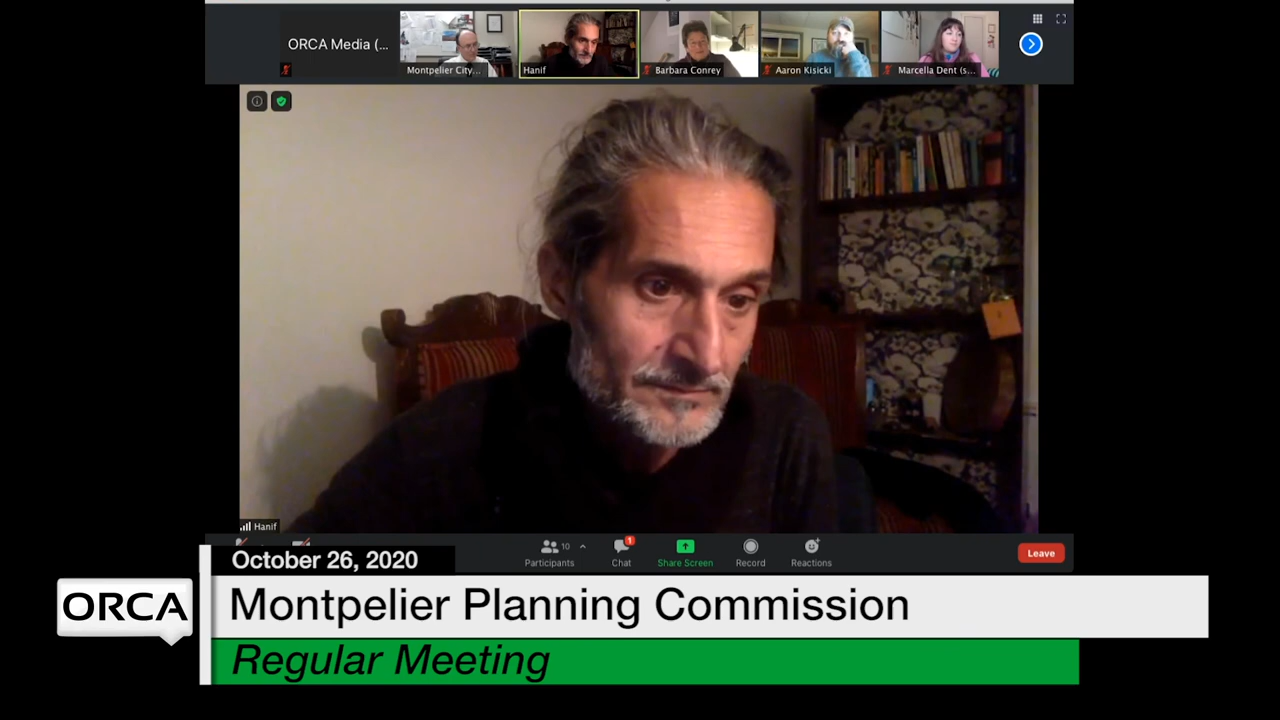 ORCA Media (...
Montpelier City...
Hanif
Barbara Conrey
Aaron Kisicki
Marcella Dent (s...
Hanif
Participants
10
Chat
1
Share Screen
Record
Reactions
Leave
October 26, 2020
ORCA
Montpelier Planning Commission
Regular Meeting